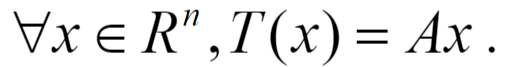 ∀x ∈ Rⁿ, T(x) = Ax .